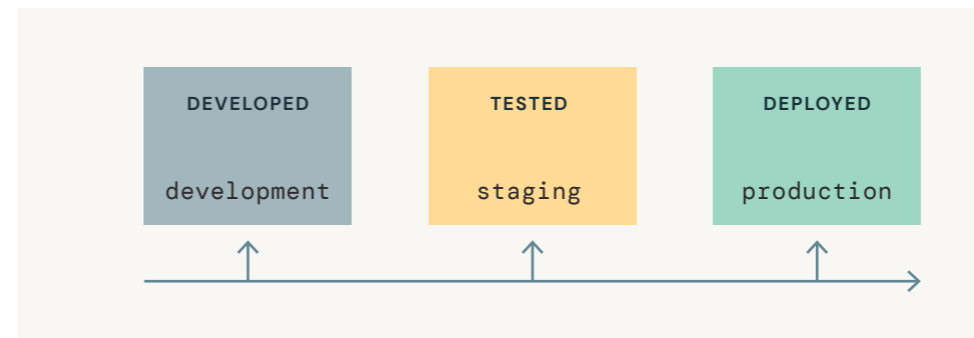 DEVELOPED
development
TESTED
staging
DEPLOYED
production